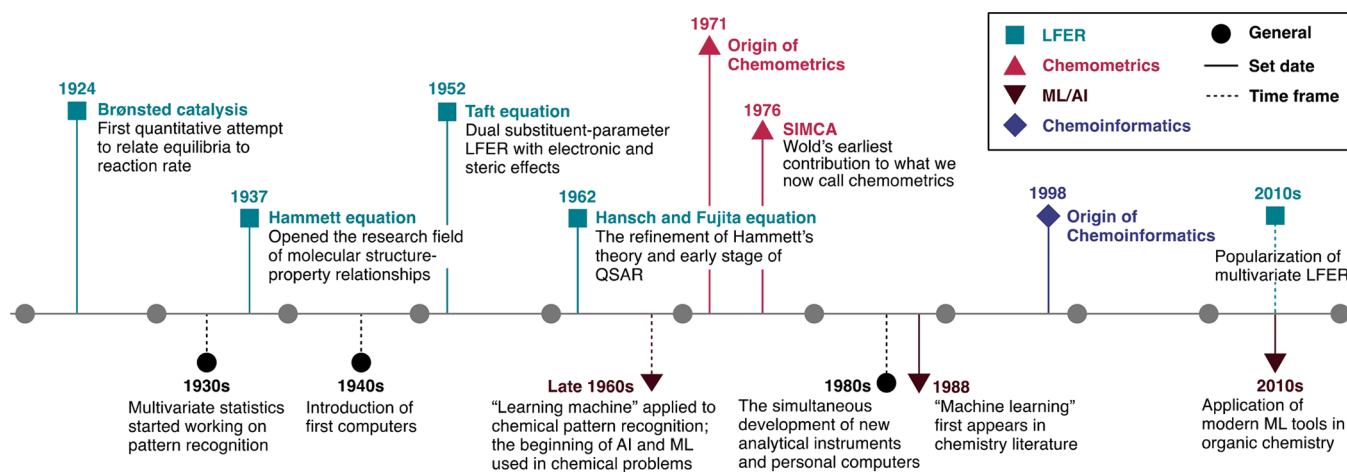 1924
Brønsted catalysis
First quantitative attempt
to relate equilibria to
reaction rate
1937
Hammett equation
Opened the research field
of molecular structure-
property relationships
1952
Taft equation
Dual substituent-parameter
LFER with electronic and
steric effects
1962
Hansch and Fujita equation
The refinement of Hammett's
theory and early stage of
QSAR
1971
Origin of
Chemometrics
1976
SIMCA
Wold's earliest
contribution to what we
now call chemometrics
1998
Origin of
Chemoinformatics
2010s
Popularization of
multivariate LFER
LFER
Chemometrics
ML/AI
Chemoinformatics
General
Set date
Time frame
1930s
Multivariate statistics
started working on
pattern recognition
1940s
Introduction of
first computers
Late 1960s
“Learning machine” applied to
chemical pattern recognition;
the beginning of AI and ML
used in chemical problems
1980s
The simultaneous
development of new
analytical instruments
and personal computers
1988
“Machine learning”
first appears in
chemistry literature
2010s
Application of
modern ML tools in
organic chemistry